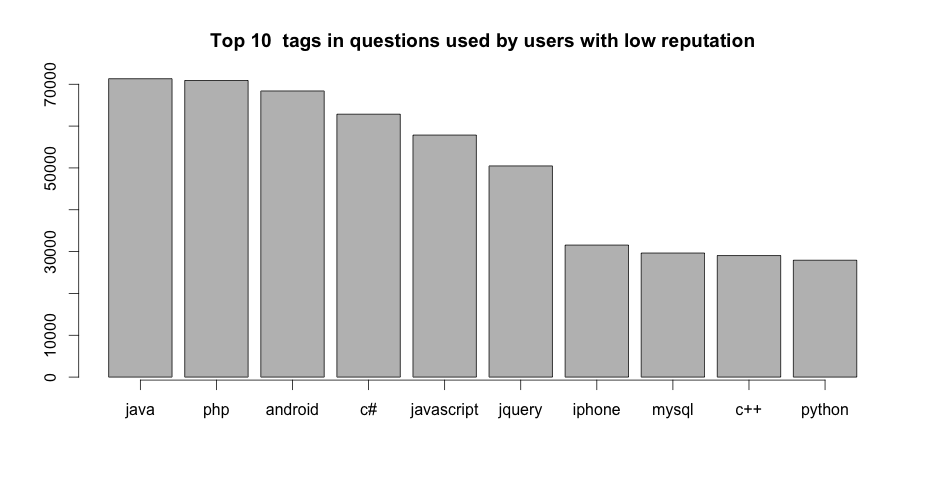 Top 10  tags in questions used by users with low reputation
70000
50000
30000
10000
0
java php android c# javascript jquery iphone mysql c++ python